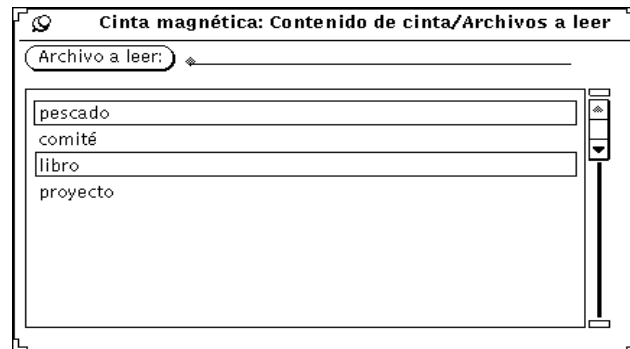 Cinta magnética: Contenido de cinta/Archivos a leer
Archivo a leer:
pescado
comité
libro
proyecto